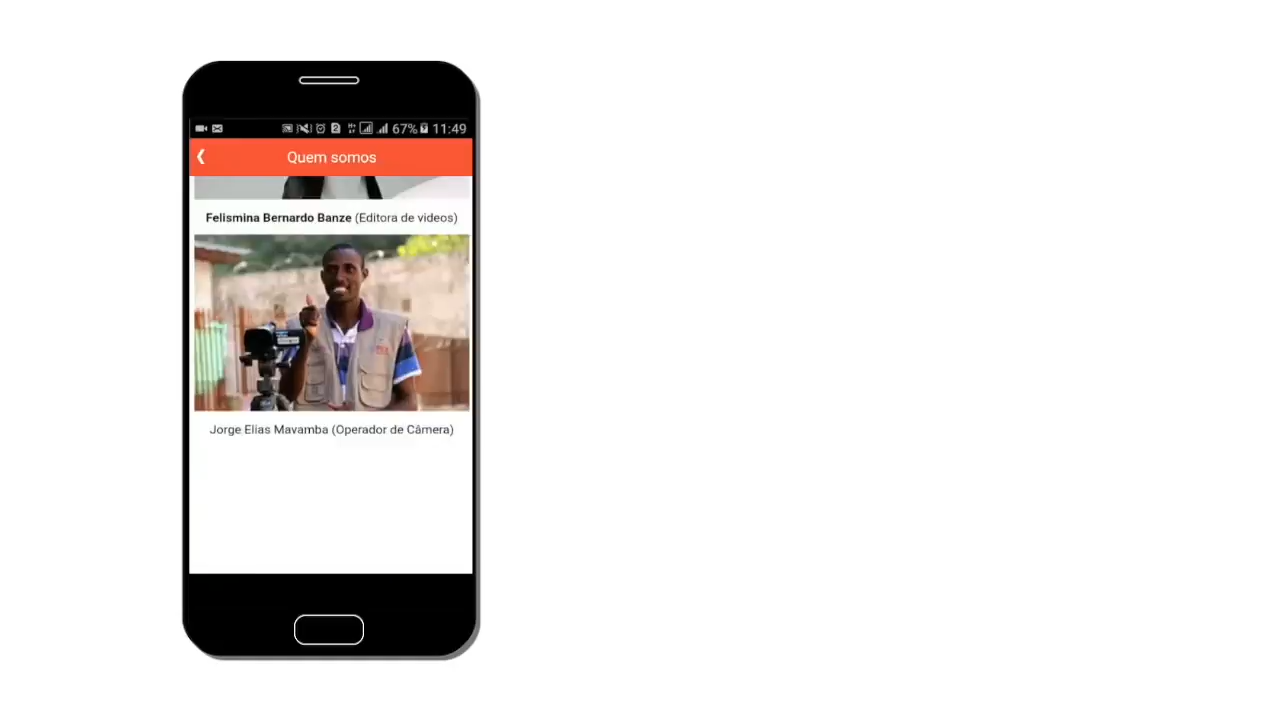 67% 11:49
Quem somos
Felismina Bernardo Banze (Editora de videos)
Jorge Elias Mavamba (Operador de Câmera)